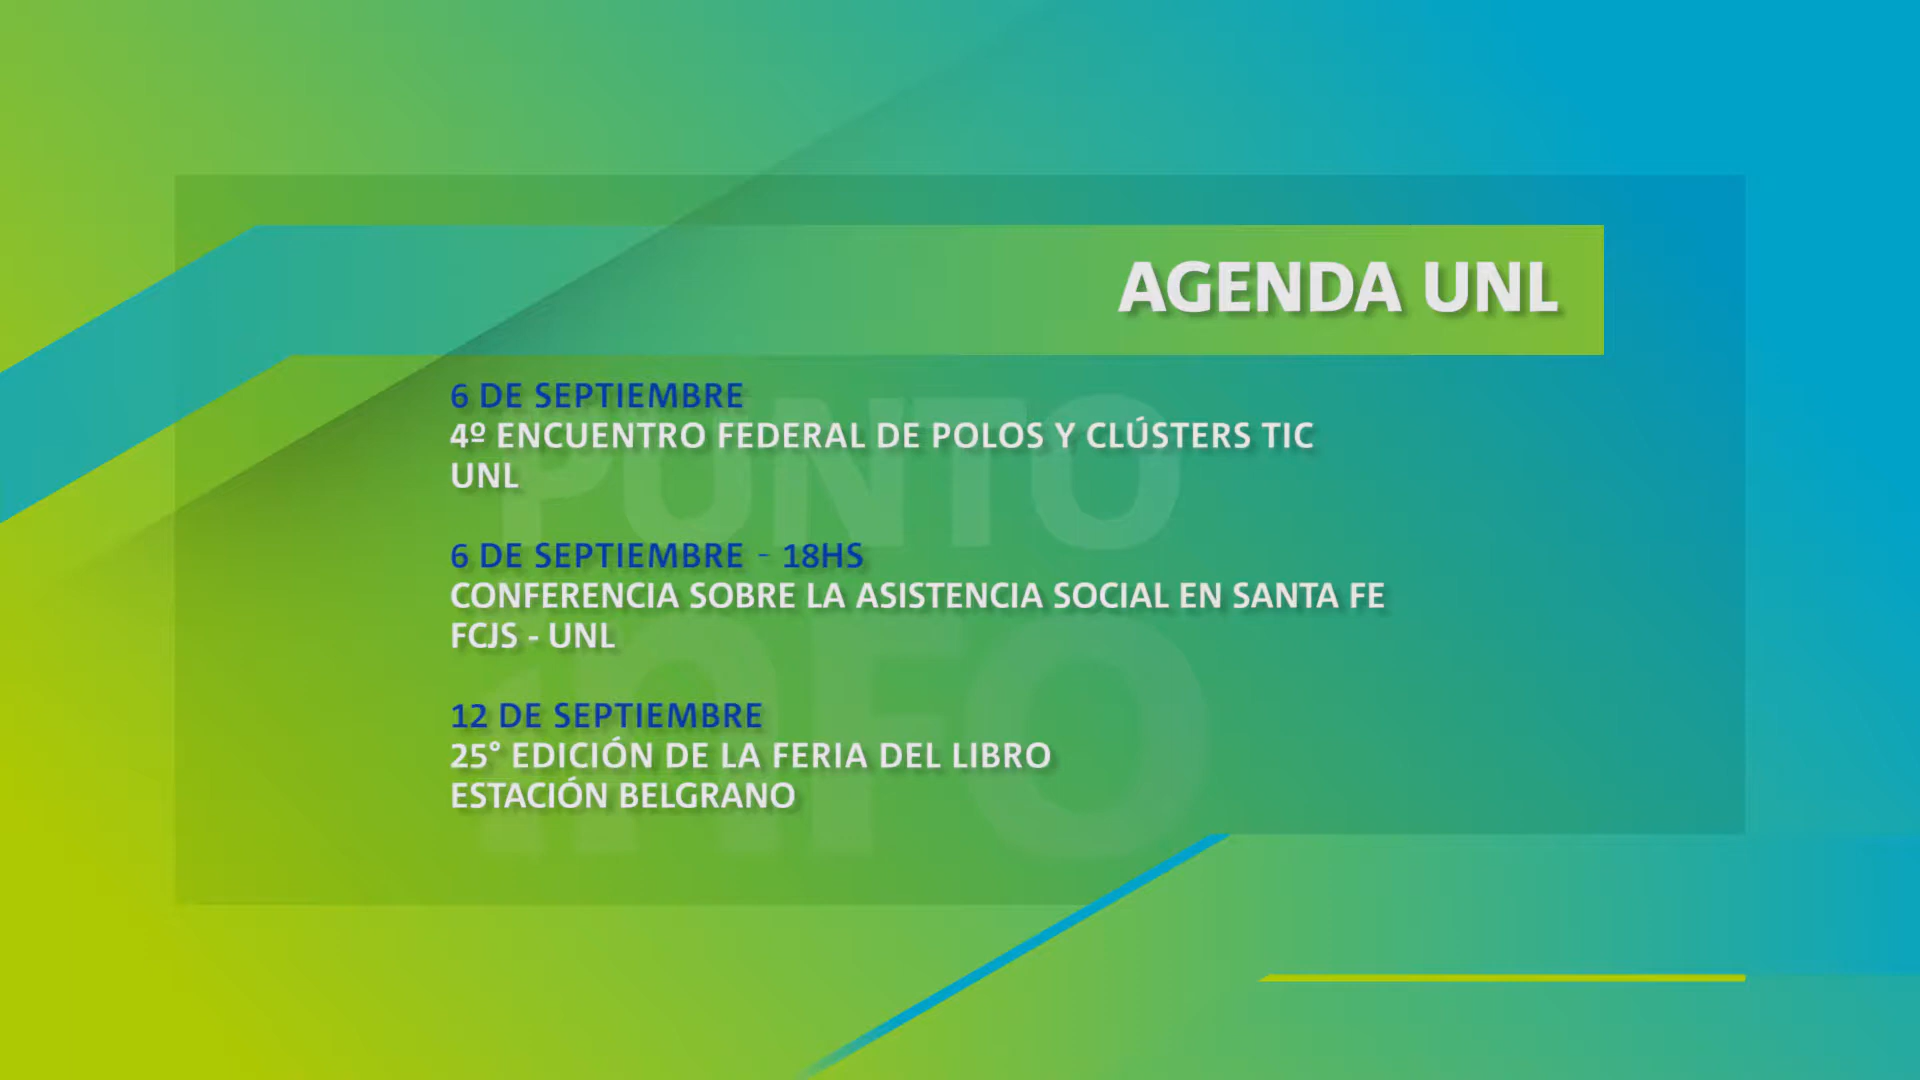 AGENDA UNL
6 DE SEPTIEMBRE
4º ENCUENTRO FEDERAL DE POLOS Y CLÚSTERS TIC
UNL
6 DE SEPTIEMBRE - 18HS
CONFERENCIA SOBRE LA ASISTENCIA SOCIAL EN SANTA FE
FCJS - UNL
12 DE SEPTIEMBRE
25° EDICIÓN DE LA FERIA DEL LIBRO
ESTACIÓN BELGRANO
PUNTO
InFO